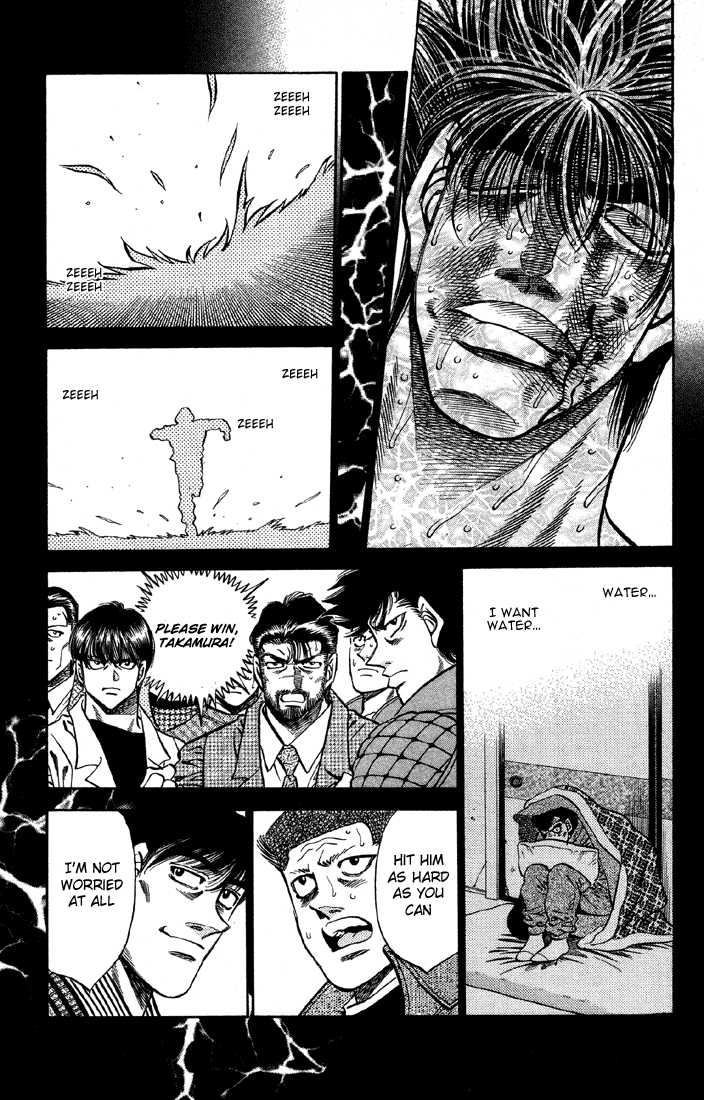 ZEEEH
ZEEEH
ZEEEH
ZEEEH
ZEEEH
ZEEEH
ZEEEH
WATER...
I WANT
WATER...
PLEASE WIN,
TAKAMURA!
HIT HIM
AS HARD
AS YOU
CAN
I'M NOT
WORRIED
AT ALL